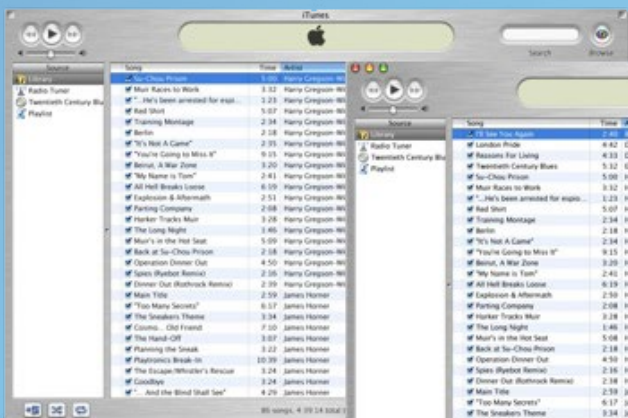 iTunes
Search
Browse
Source
Library
Radio Tuner
Twentieth Century Blu
Playlist
Song Time Artist
Su-Chou Prison 5:00 Harry Gregson-Wi
Muir Races to Work 3:32 Harry Gregson-Wi
"...He's been arrested for espi... 1:23 Harry Gregson-Wi
Red Shirt 5:07 Harry Gregson-Wi
Training Montage 2:34 Harry Gregson-Wi
Berlin 2:18 Harry Gregson-Wi
"It's Not A Game" 2:35 Harry Gregson-Wi
"You're Going to Miss It" 9:15 Harry Gregson-Wi
Beirut, A War Zone 3:20 Harry Gregson-Wi
"My Name is Tom" 2:41 Harry Gregson-Wi
All Hell Breaks Loose 6:19 Harry Gregson-Wi
Explosion & Aftermath 2:51 Harry Gregson-Wi
Parting Company 2:08 Harry Gregson-Wi
Harker Tracks Muir 3:28 Harry Gregson-Wi
The Long Night 1:46 Harry Gregson-Wi
Muir's in the Hot Seat 5:09 Harry Gregson-Wi
Back at Su-Chou Prison 2:18 Harry Gregson-Wi
Operation Dinner Out 4:50 Harry Gregson-Wi
Spies (Ryebot Remix) 2:16 Harry Gregson-Wi
Dinner Out (Rothrock Remix) 2:39 Harry Gregson-Wi
Main Title 2:59 James Horner
"Too Many Secrets" 6:17 James Horner
The Sneakers Theme 3:34 James Horner
Cosmo... Old Friend 7:10 James Horner
The Hand-Off 3:07 James Horner
Planning the Sneak 3:22 James Horner
Playtronics Break-In 10:39 James Horner
The Escape/Whistler's Rescue 3:24 James Horner
Goodbye 3:24 James Horner
"... And the Blind Shall See" 4:29 James Horner
86 songs, 4:39:14 total t
Source
Library
Radio Tuner
Twentieth Century Blu
Playlist
Song Time
I'll See You Again 2:40
London Pride 4:42
Reasons For Living 4:33
Twentieth Century Blues 5:32
Su-Chou Prison 5:00
Muir Races to Work 3:32
"...He's been arrested for espio... 1:23
Red Shirt 5:07
Training Montage 2:34
Berlin 2:18
"It's Not A Game" 2:34
"You're Going to Miss It" 9:15
Beirut, A War Zone 3:20
"My Name is Tom" 2:41
All Hell Breaks Loose 6:19
Explosion & Aftermath 2:50
Parting Company 2:08
Harker Tracks Muir 3:28
The Long Night 1:46
Muir's in the Hot Seat 5:08
Back at Su-Chou Prison 2:18
Operation Dinner Out 4:50
Spies (Ryebot Remix) 2:16
Dinner Out (Rothrock Remix) 2:38
Main Title 2:59
"Too Many Secrets" 6:17
The Sneakers Theme 3:34